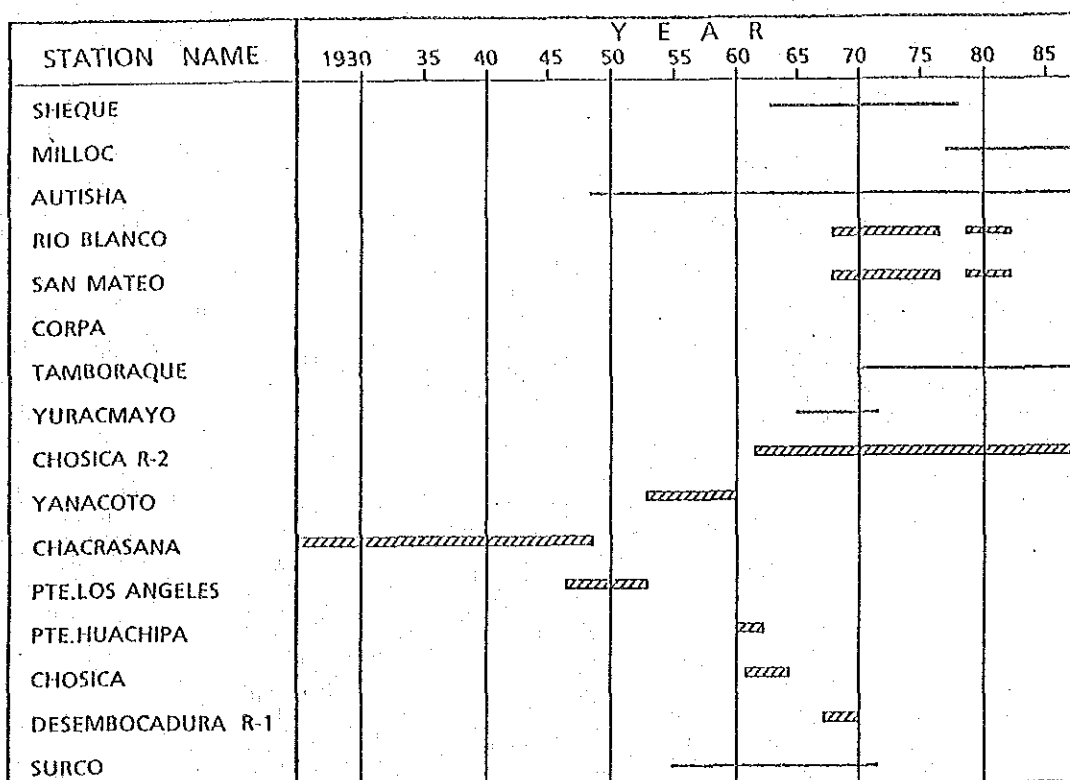 Y E A R
STATION NAME 1930 35 40 45 50 55 60 65 70 75 80 85
SHEQUE
MILLOC
AUTISHA
RIO BLANCO
SAN MATEO
CORPA
TAMBORAQUE
YURACMAYO
CHOSICA R-2
YANACOTO
CHACRASANA
PTE.LOS ANGELES
PTE.HUACHIPA
CHOSICA
DESEMBOCADURA R-1
SURCO